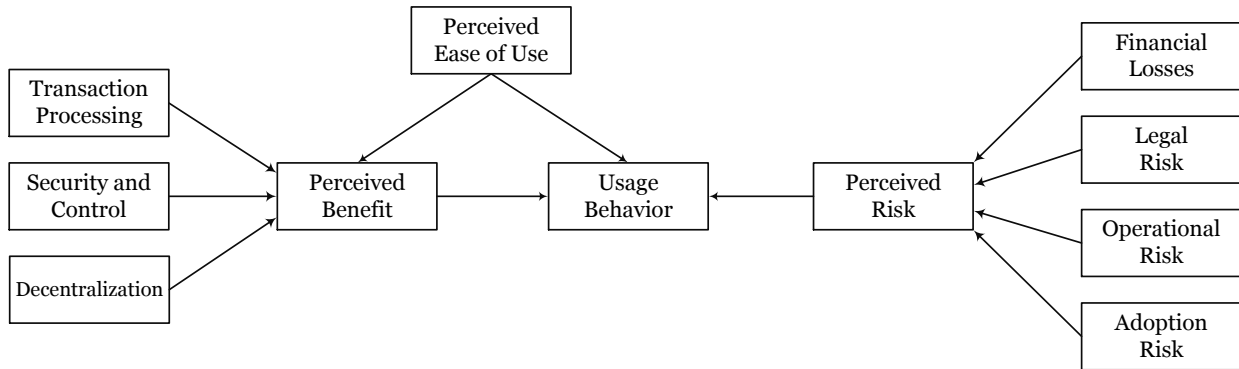 Perceived
Ease of Use
Transaction
Processing
Security and
Control
Decentralization
Perceived
Benefit
Usage
Behavior
Perceived
Risk
Financial
Losses
Legal
Risk
Operational
Risk
Adoption
Risk